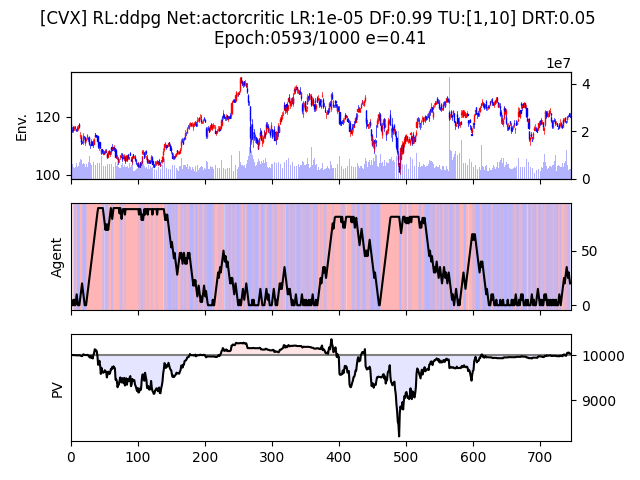 [CVX] RL:ddpg Net:actorcritic LR:1e-05 DF:0.99 TU:[1,10] DRT:0.05
Epoch:0593/1000 e=0.41
1e7
Env.
120
100
4
2
0
Agent
50
0
PV
10000
9000
0 100 200 300 400 500 600 700